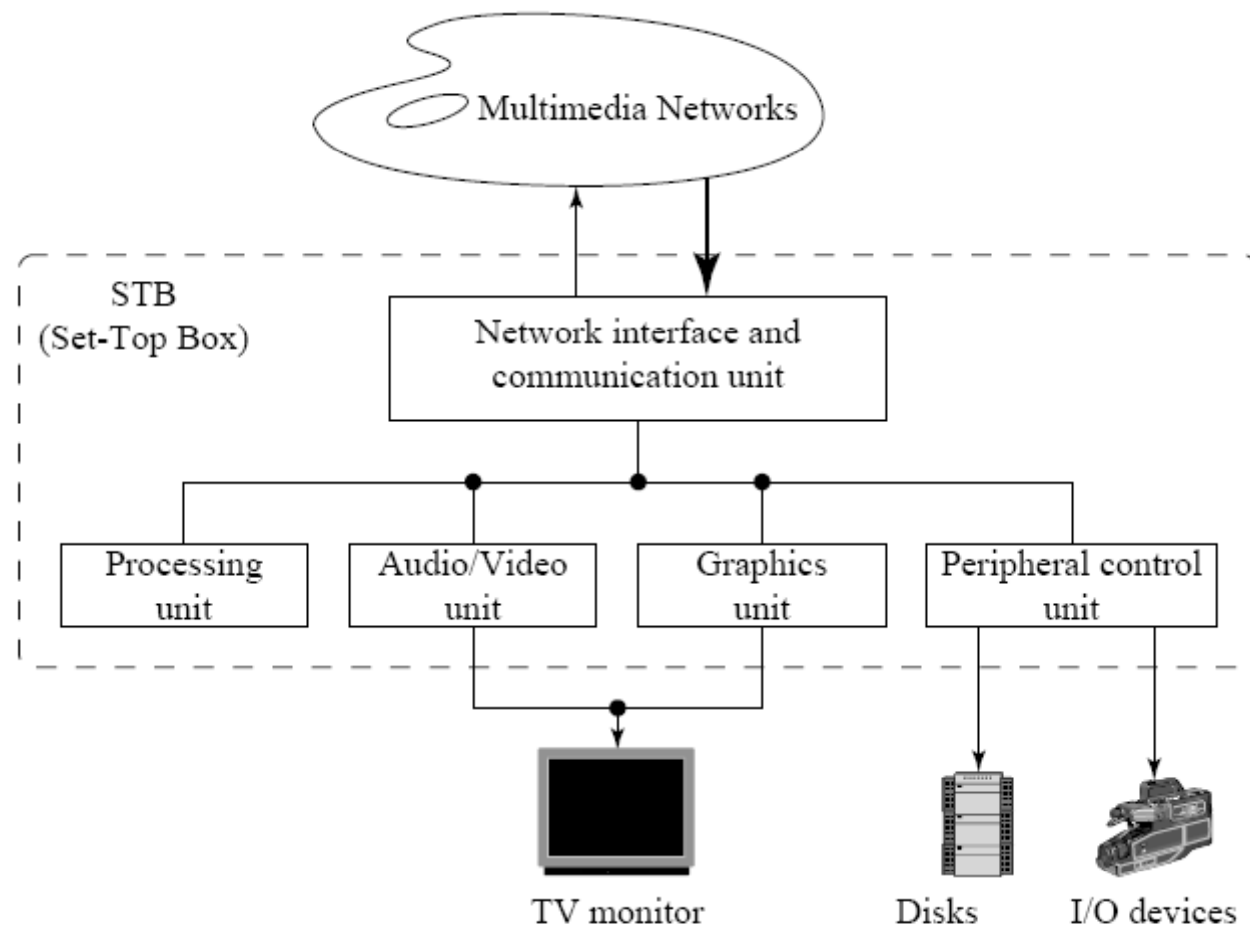 Multimedia Networks
STB
(Set-Top Box)
Network interface and
communication unit
Processing
unit
Audio/Video
unit
Graphics
unit
Peripheral control
unit
TV monitor
Disks
I/O devices